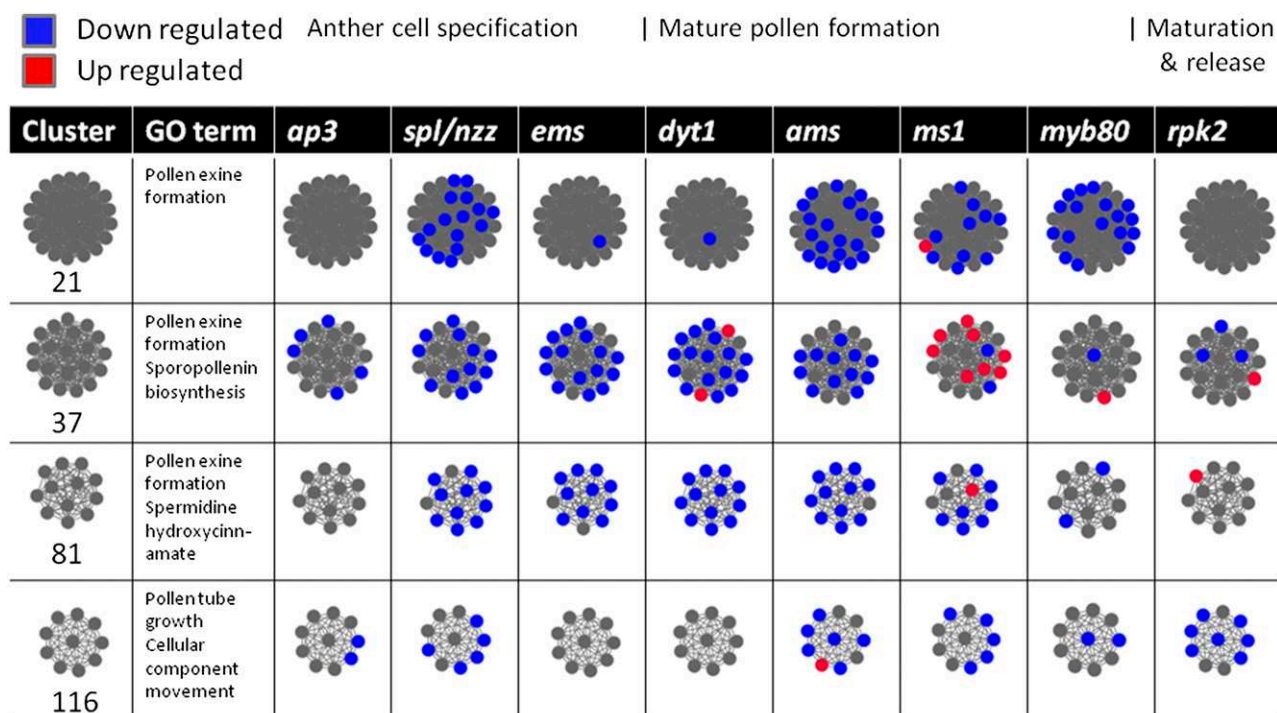 Down regulated Anther cell specification | Mature pollen formation | Maturation
Up regulated & release
Cluster GO term ap3 spl/nzz ems dyt1 ams ms1 myb80 rpk2
Pollen exine
formation
21
Pollen exine
formation
Sporopollenin
biosynthesis
37
Pollen exine
formation
Spermidine
hydroxycinn-
amate
81
Pollen tube
growth
Cellular
component
movement
116